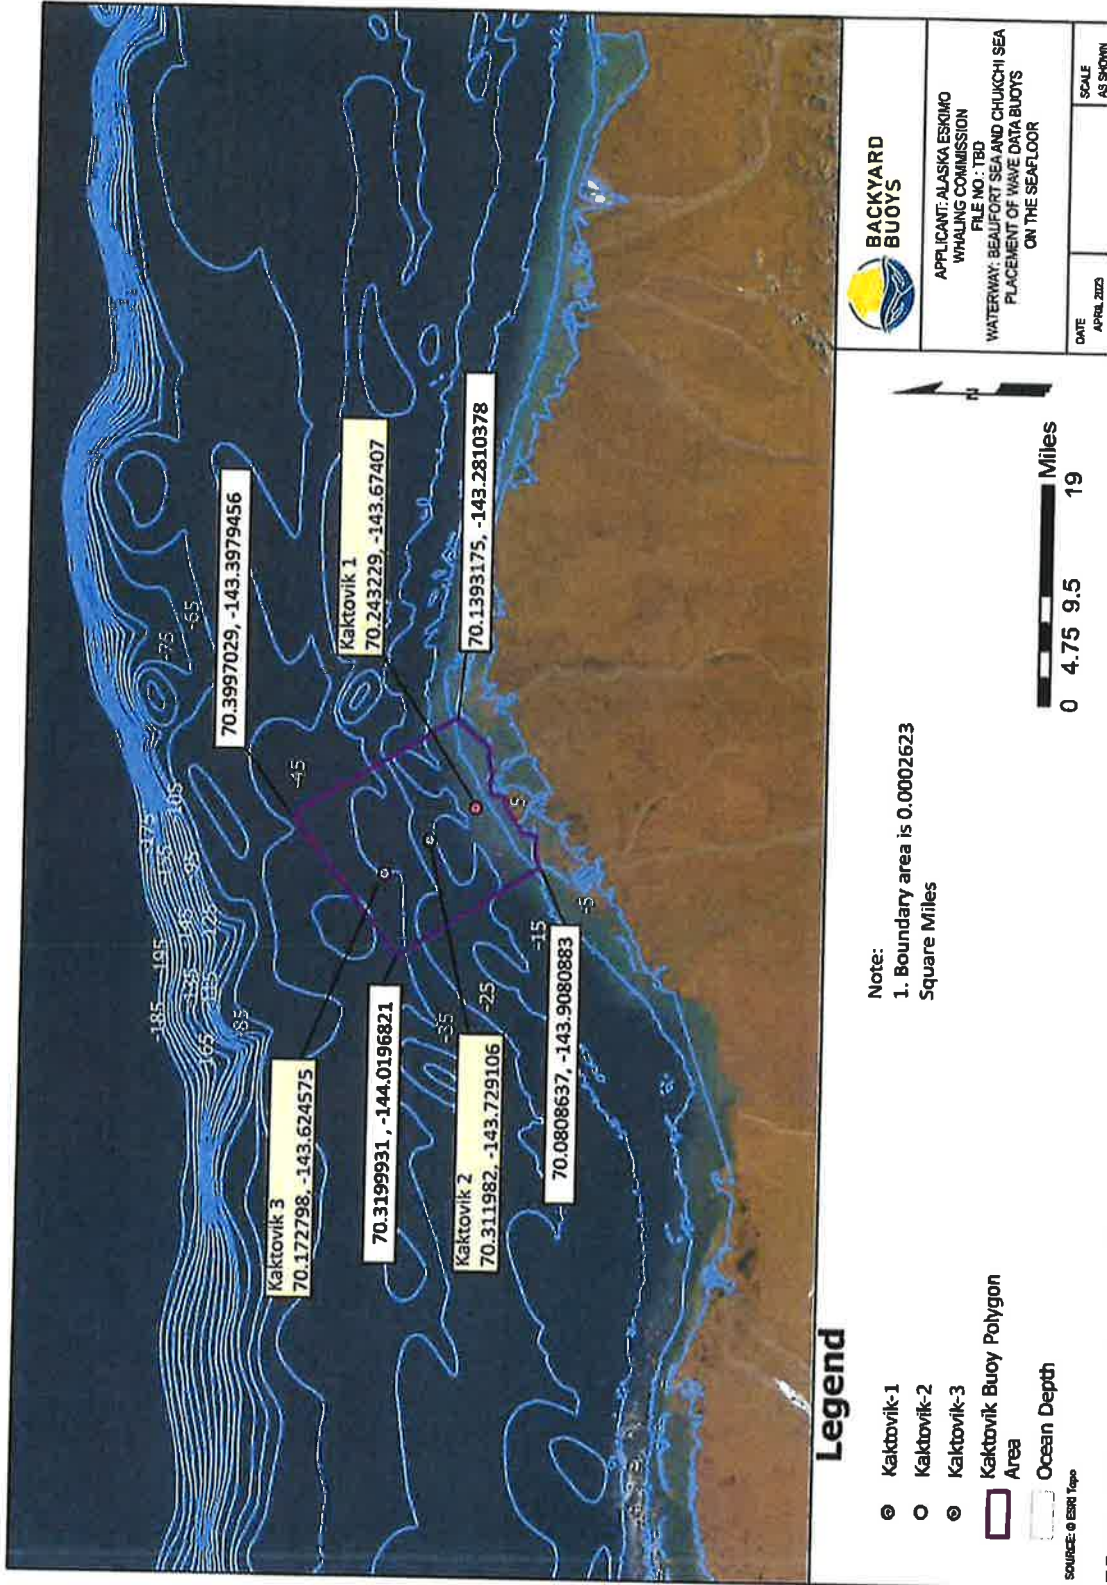 -175
-195
-185
-135
-115
-165
-85
-95
-105
-75
-65
-45
-35
-25
-15
-5
-5
Kaktovik 3
70.172798, -143.624575
70.3199931 , -144.0196821
Kaktovik 2
70.311982, -143.729106
70.0808637, -143.9080883
70.3997029, -143.3979456
Kaktovik 1
70.243229, -143.67407
70.1393175, -143.2810378
Legend
Kaktovik-1
Kaktovik-2
Kaktovik-3
Kaktovik Buoy Polygon
Area
Ocean Depth
SOURCE: © ESRI Topo
Note:
1. Boundary area is 0.0002623
Square Miles
N
0 4.75 9.5 19
Miles
BACKYARD
BUOYS
APPLICANT: ALASKA ESKIMO
WHALING COMMISSION
FILE NO.: TBD
WATERWAY: BEAUFORT SEA AND CHUKCHI SEA
PLACEMENT OF WAVE DATA BUOYS
ON THE SEAFLOOR
DATE
APRIL 2023
SCALE
AS SHOWN